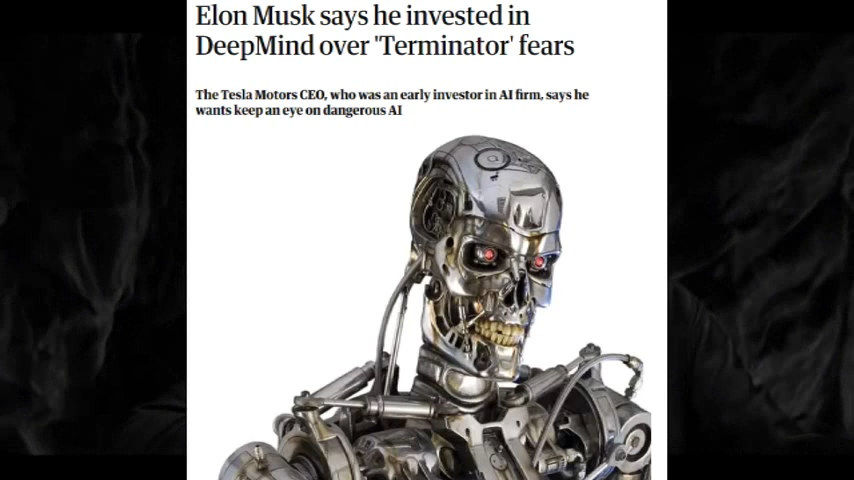 Elon Musk says he invested in
DeepMind over 'Terminator' fears
The Tesla Motors CEO, who was an early investor in AI firm, says he
wants keep an eye on dangerous AI